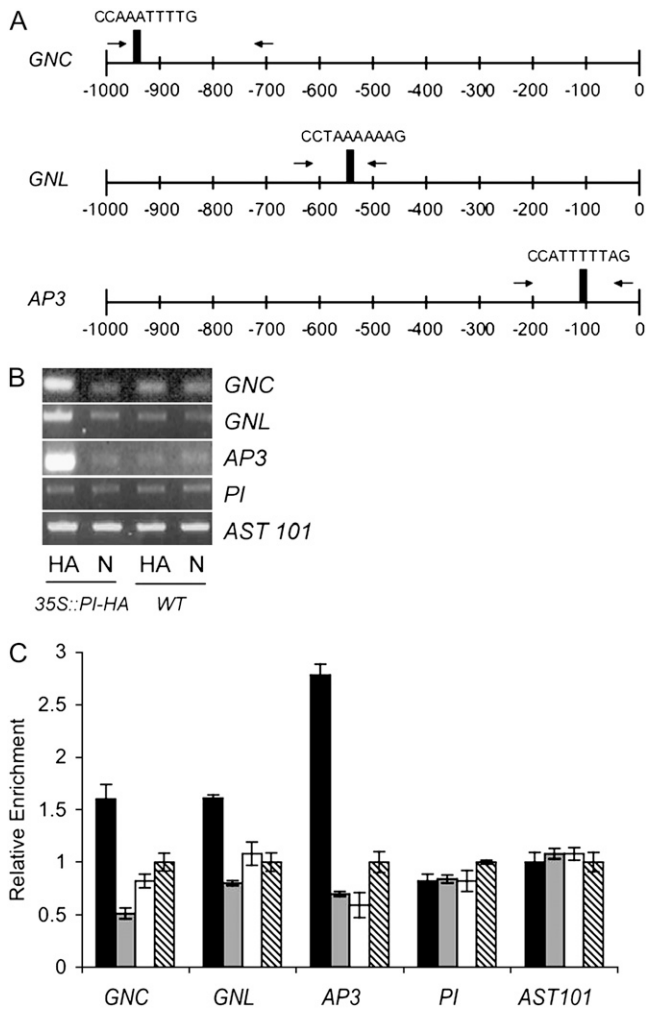 A
CCAAATTTTG
GNC
-1000 -900 -800 -700 -600 -500 -400 -300 -200 -100 0
CCTAAAAAAG
GNL
-1000 -900 -800 -700 -600 -500 -400 -300 -200 -100 0
CCATTTTTAG
AP3
-1000 -900 -800 -700 -600 -500 -400 -300 -200 -100 0
B
GNC
GNL
AP3
PI
AST 101
HA N HA N
35S::PI-HA WT
C
Relative Enrichment
3
2.5
2
1.5
1
0.5
0
GNC GNL AP3 PI AST101